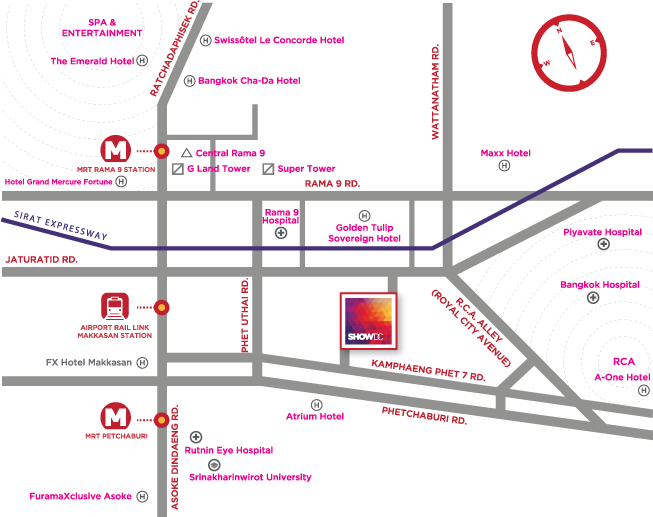 SPA &
ENTERTAINMENT
The Emerald Hotel H
RATCHADAPHISEK RD.
H Swissôtel Le Concorde Hotel
H Bangkok Cha-Da Hotel
WATTANATHAM RD.
N
E
W
M
MRT RAMA 9 STATION
Central Rama 9
G Land Tower
Super Tower
Maxx Hotel
H
Hotel Grand Mercure Fortune H
RAMA 9 RD.
SIRAT EXPRESSWAY
Rama 9
Hospital
H
Golden Tulip
Sovereign Hotel
Piyavate Hospital
JATURATID RD.
Bangkok Hospital
AIRPORT RAIL LINK
MAKKASAN STATION
PHET UTHAI RD.
SHOWDC
R.C.A. ALLEY
(ROYAL CITY AVENUE)
FX Hotel Makkasan H
KAMPHAENG PHET 7 RD.
RCA
A-One Hotel
H
M
MRT PETCHABURI
H
Atrium Hotel
PHETCHABURI RD.
ASOKE DINDAENG RD.
Rutnin Eye Hospital
Srinakharinwirot University
FuramaXclusive Asoke H